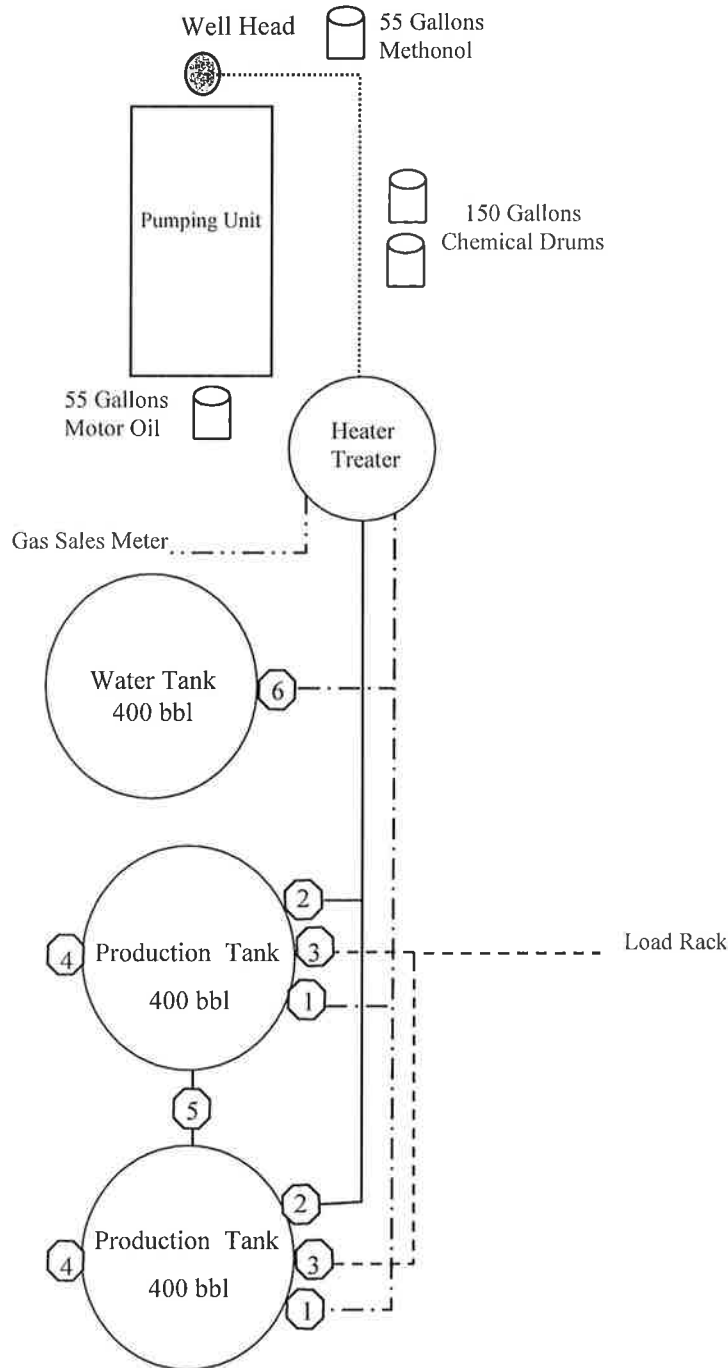 Well Head
55 Gallons
Methonol
150 Gallons
Chemical Drums
Pumping Unit
55 Gallons
Motor Oil
Heater
Treater
Gas Sales Meter
Water Tank
400 bbl
6
2
4
Production Tank
3
400 bbl
1
Load Rack
5
2
4
Production Tank
3
400 bbl
1